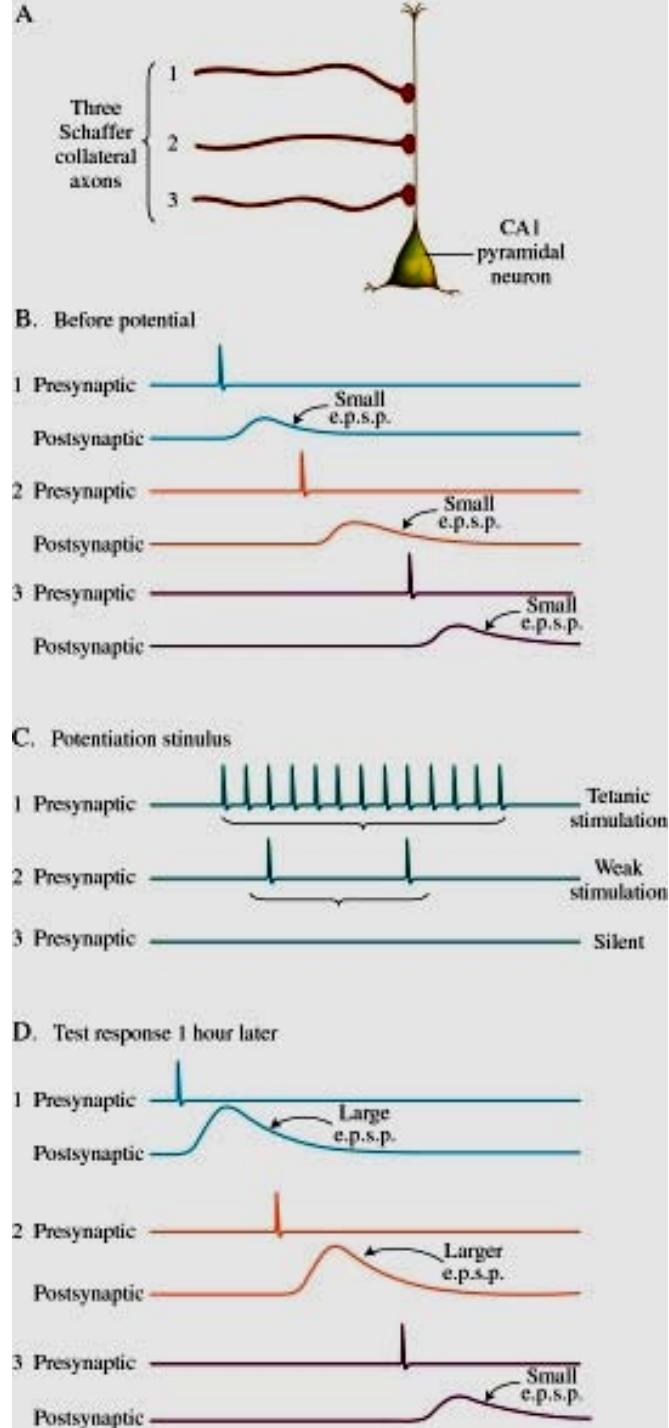 A
Three
Schaffer
collateral
axons
1
2
3
CA1
pyramidal
neuron
B. Before potential
1 Presynaptic
Small
e.p.s.p.
Postsynaptic
2 Presynaptic
Small
e.p.s.p.
Postsynaptic
3 Presynaptic
Small
e.p.s.p.
Postsynaptic
C. Potentiation stimulus
1 Presynaptic
Tetanic
stimulation
2 Presynaptic
Weak
stimulation
3 Presynaptic
Silent
D. Test response 1 hour later
1 Presynaptic
Large
e.p.s.p.
Postsynaptic
2 Presynaptic
Larger
e.p.s.p.
Postsynaptic
3 Presynaptic
Small
e.p.s.p.
Postsynaptic